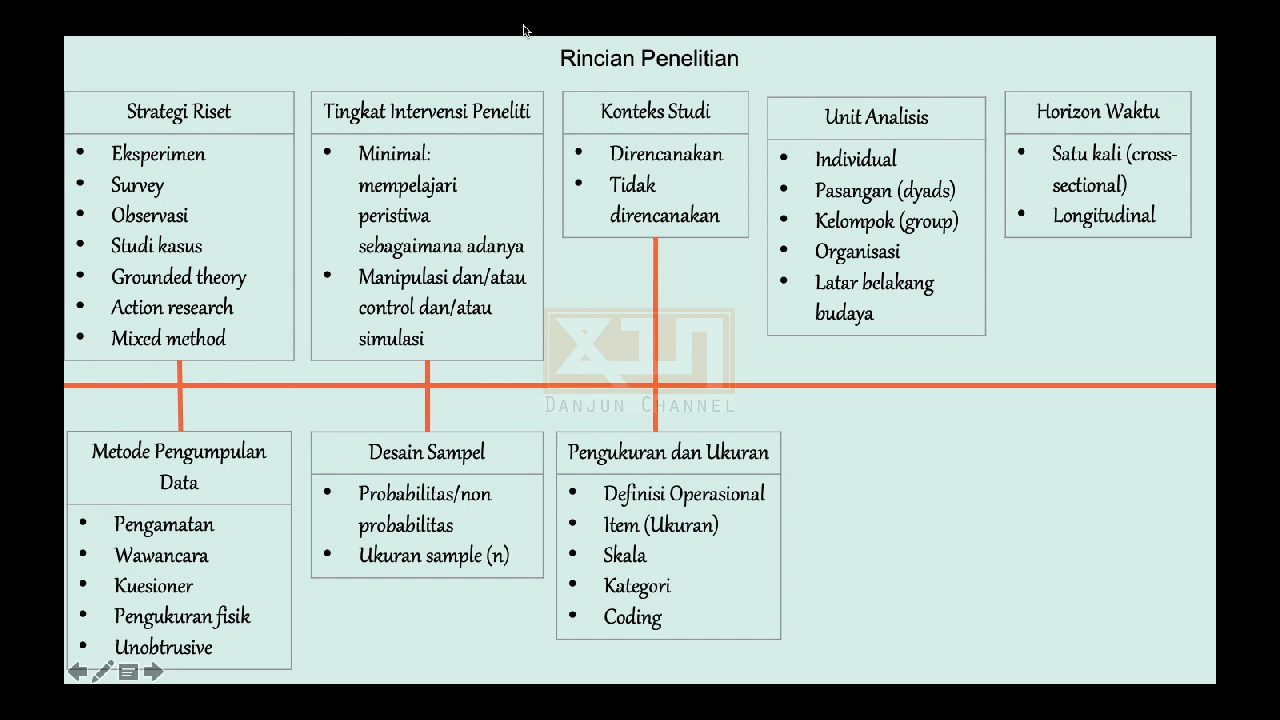 Rincian Penelitian
Strategi Riset
• Eksperimen
• Survey
• Observasi
• Studi kasus
• Grounded theory
• Action research
• Mixed method
Tingkat Intervensi Peneliti
• Minimal:
mempelajari
peristiwa
sebagaimana adanya
• Manipulasi dan/atau
control dan/atau
simulasi
Konteks Studi
• Direncanakan
• Tidak
direncanakan
Unit Analisis
• Individual
• Pasangan (dyads)
• Kelompok (group)
• Organisasi
• Latar belakang
budaya
Horizon Waktu
• Satu kali (cross-
sectional)
• Longitudinal
DANJUN CHANNEL
Metode Pengumpulan
Data
• Pengamatan
• Wawancara
• Kuesioner
• Pengukuran fisik
• Unobtrusive
Desain Sampel
• Probabilitas/non
probabilitas
• Ukuran sample (n)
Pengukuran dan Ukuran
• Definisi Operasional
• Item (Ukuran)
• Skala
• Kategori
• Coding